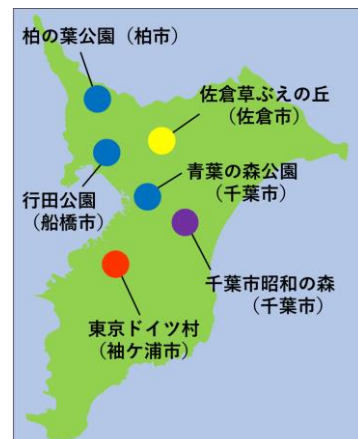 柏の葉公園（柏市）
佐倉草ぶえの丘
（佐倉市）
青葉の森公園
（千葉市）
行田公園
（船橋市）
千葉市昭和の森
（千葉市）
東京ドイツ村
（袖ケ浦市）